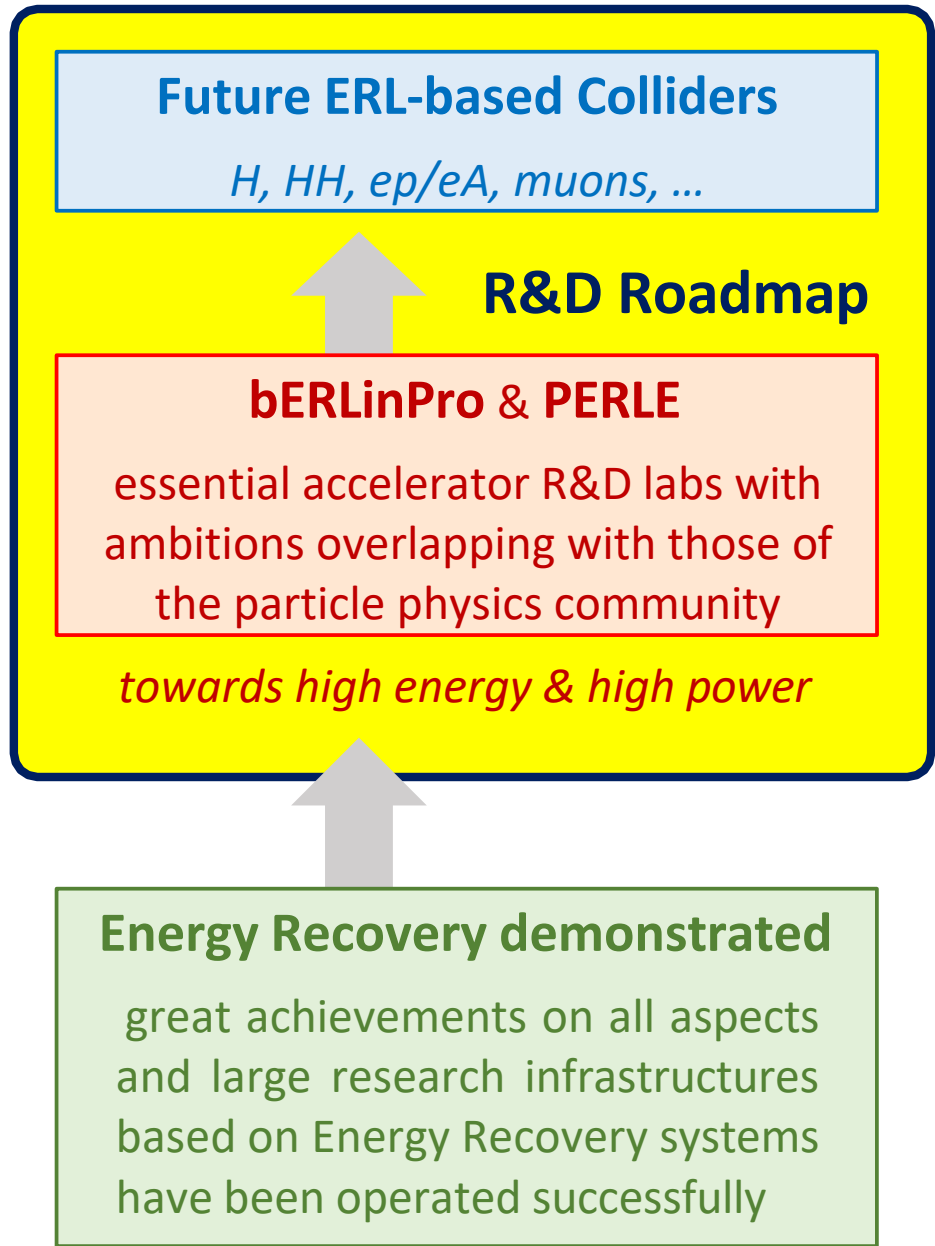 Future ERL-based Colliders
H, HH, ep/eA, muons, …
R&D Roadmap
bERLinPro & PERLE
essential accelerator R&D labs with
ambitions overlapping with those of
the particle physics community
towards high energy & high power
Energy Recovery demonstrated
great achievements on all aspects
and large research infrastructures
based on Energy Recovery systems
have been operated successfully